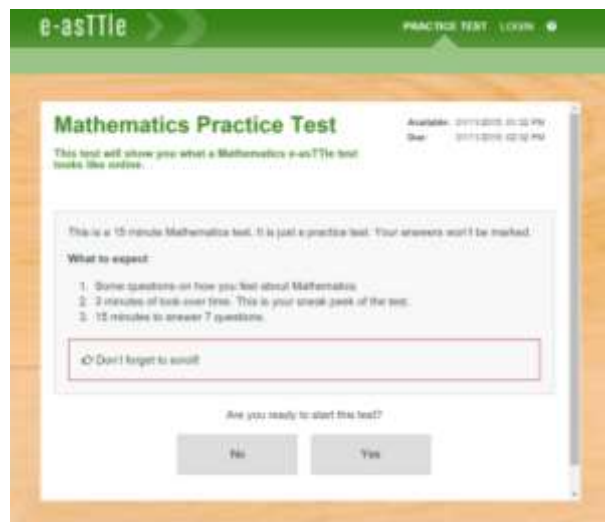 e-asTTle
PRACTICE TEST LOGIN
Mathematics Practice Test
Available:
Due:
This test will show you what a Mathematics e-asTTle test
looks like online.
This is a 15 minute Mathematics test. It is just a practice test. Your answers won't be marked.
What to expect
1. Some questions on how you feel about Mathematics.
2. 3 minutes of look over time. This is your sneak peek of the test.
3. 15 minutes to answer 7 questions.
Don't forget to scroll!
Are you ready to start this test?
No Yes